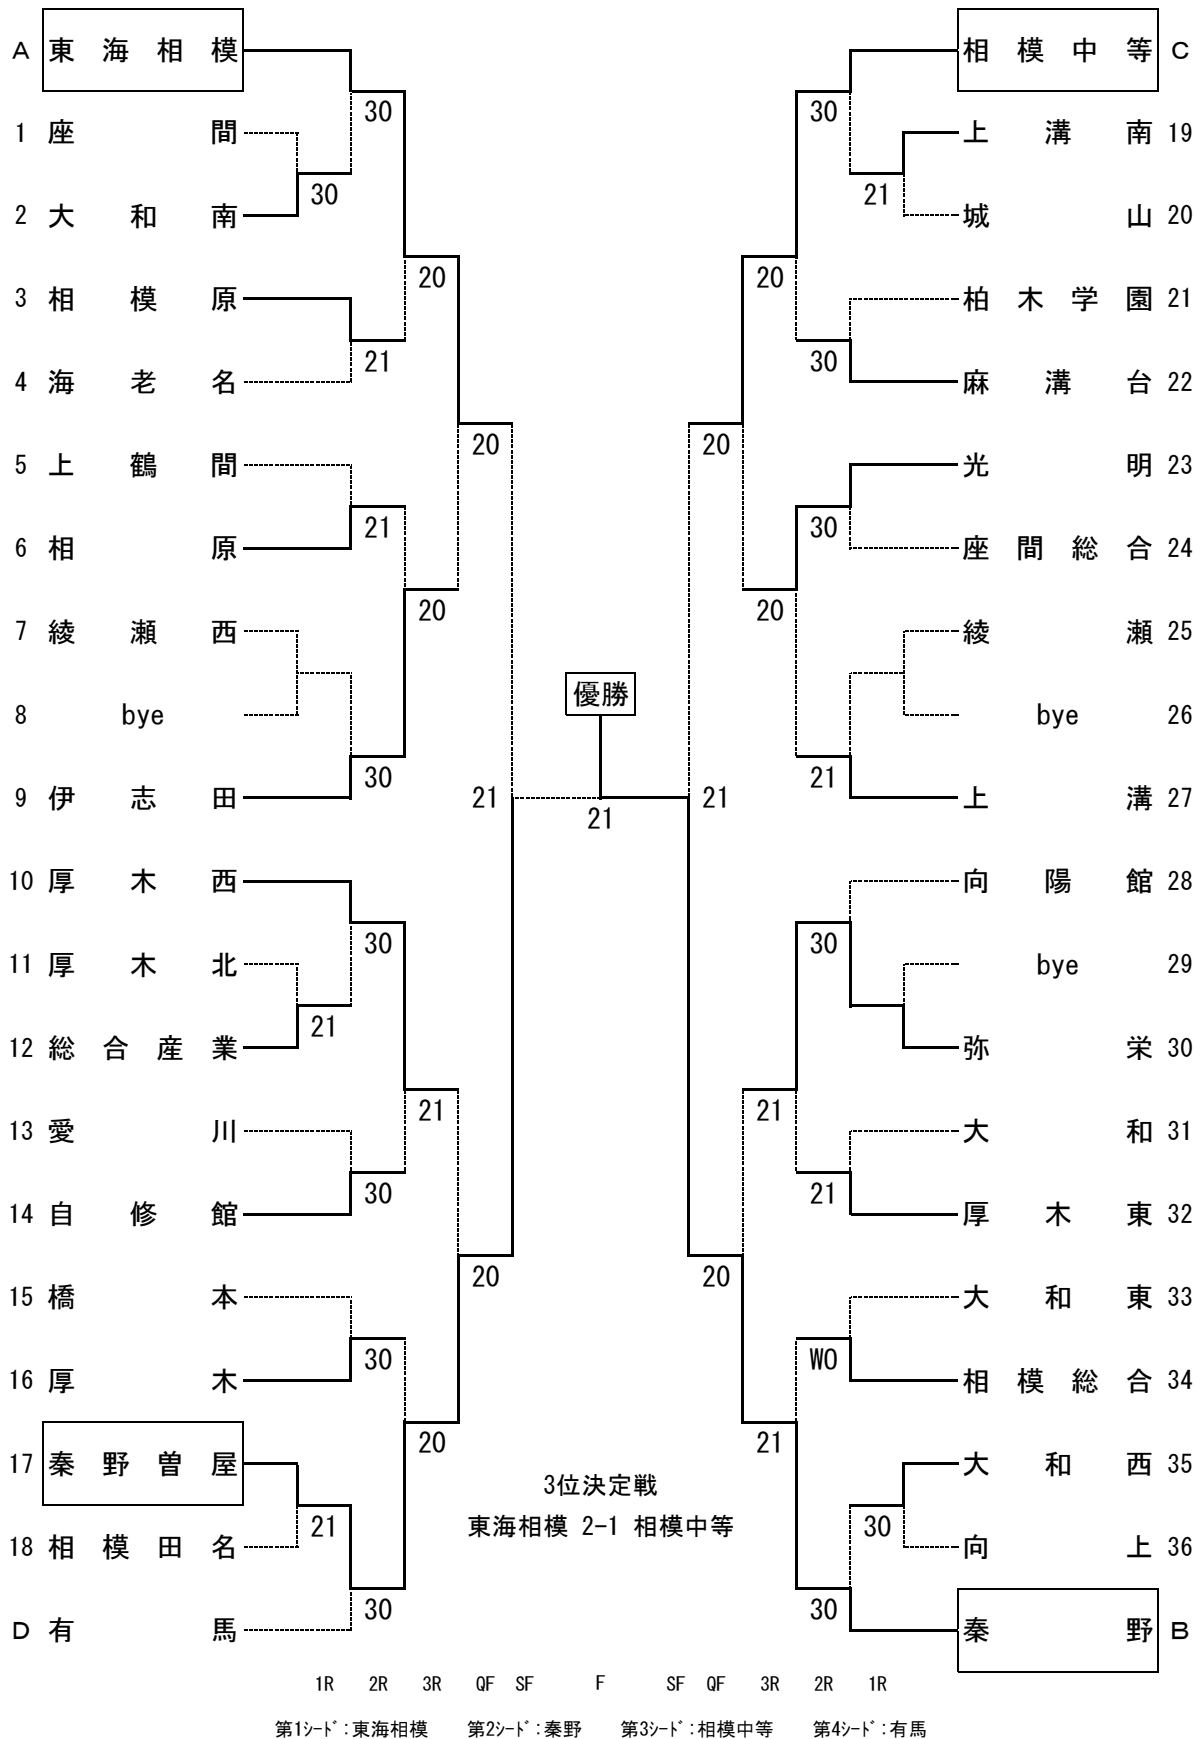 A 東海相模
1 座間
2 大和南
3 相模原
4 海老名
5 上鶴間
6 相原
7 綾瀬西
8 bye
9 伊志田
10 厚木西
11 厚木北
12 総合産業
13 愛川
14 自修館
15 橋本
16 厚木
17 秦野曽屋
18 相模田名
D 有馬
30
30
20
21
20
21
20
30
21
30
21
21
30
20
30
20
21
30
優勝
21
3位決定戦
東海相模 2-1 相模中等
30
21
20
30
20
30
20
21
21
30
21
21
20
WO
21
30
30
相模中等 C
上溝南 19
城山 20
柏木学園 21
麻溝台 22
光明 23
座間総合 24
綾瀬 25
bye 26
上溝 27
向陽館 28
bye 29
弥栄 30
大和 31
厚木東 32
大和東 33
相模総合 34
大和西 35
向上 36
秦野 B
1R 2R 3R QF SF F SF QF 3R 2R 1R
第1シード:東海相模 第2シード:秦野 第3シード:相模中等 第4シード:有馬